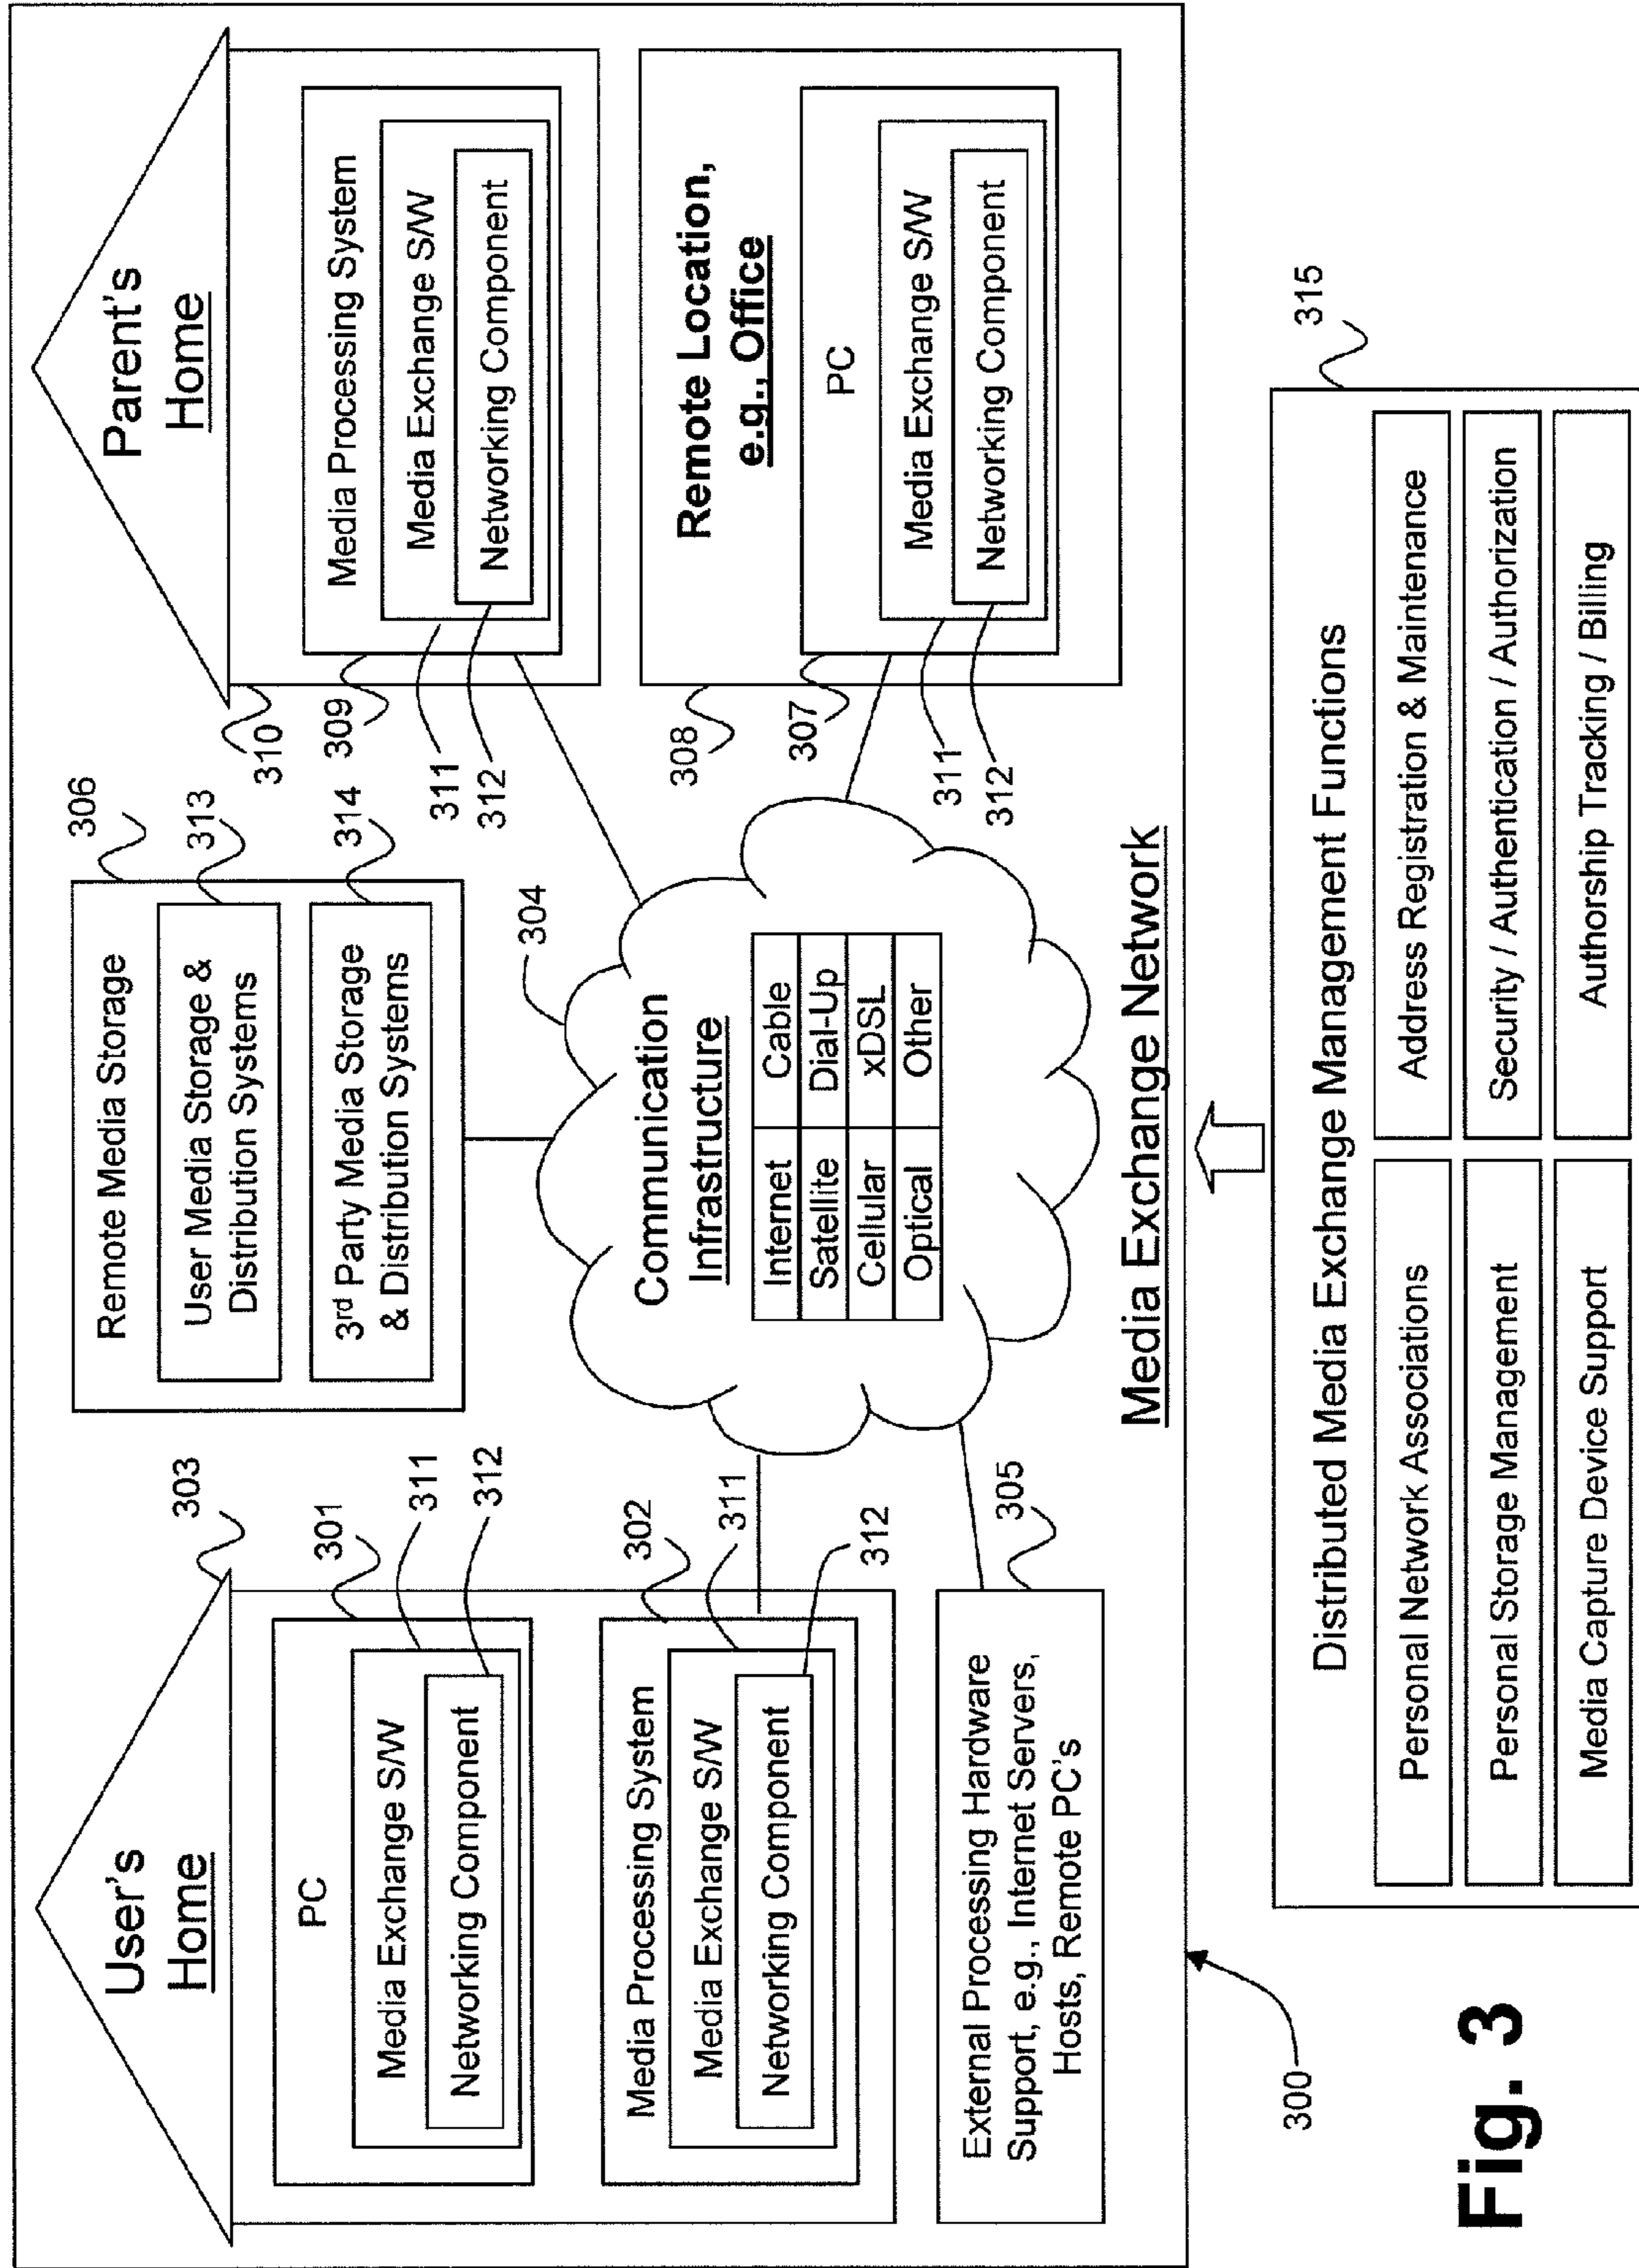 User's
Home
303
PC
301
Media Exchange S/W
311
Networking Component
312
Media Processing System
302
Media Exchange S/W
311
Networking Component
312
External Processing Hardware
Support, e.g., Internet Servers,
Hosts, Remote PC's
305
Remote Media Storage
306
User Media Storage &
Distribution Systems
313
3rd Party Media Storage
& Distribution Systems
314
304
Communication
Infrastructure
Internet Cable
Satellite Dial-Up
Cellular xDSL
Optical Other
Parent's
Home
310
Media Processing System
309
Media Exchange S/W
311
Networking Component
312
Remote Location,
e.g., Office
308
PC
307
Media Exchange S/W
311
Networking Component
312
Media Exchange Network
300
315
Distributed Media Exchange Management Functions
Personal Network Associations
Address Registration & Maintenance
Personal Storage Management
Security / Authentication / Authorization
Media Capture Device Support
Authorship Tracking / Billing
Fig. 3